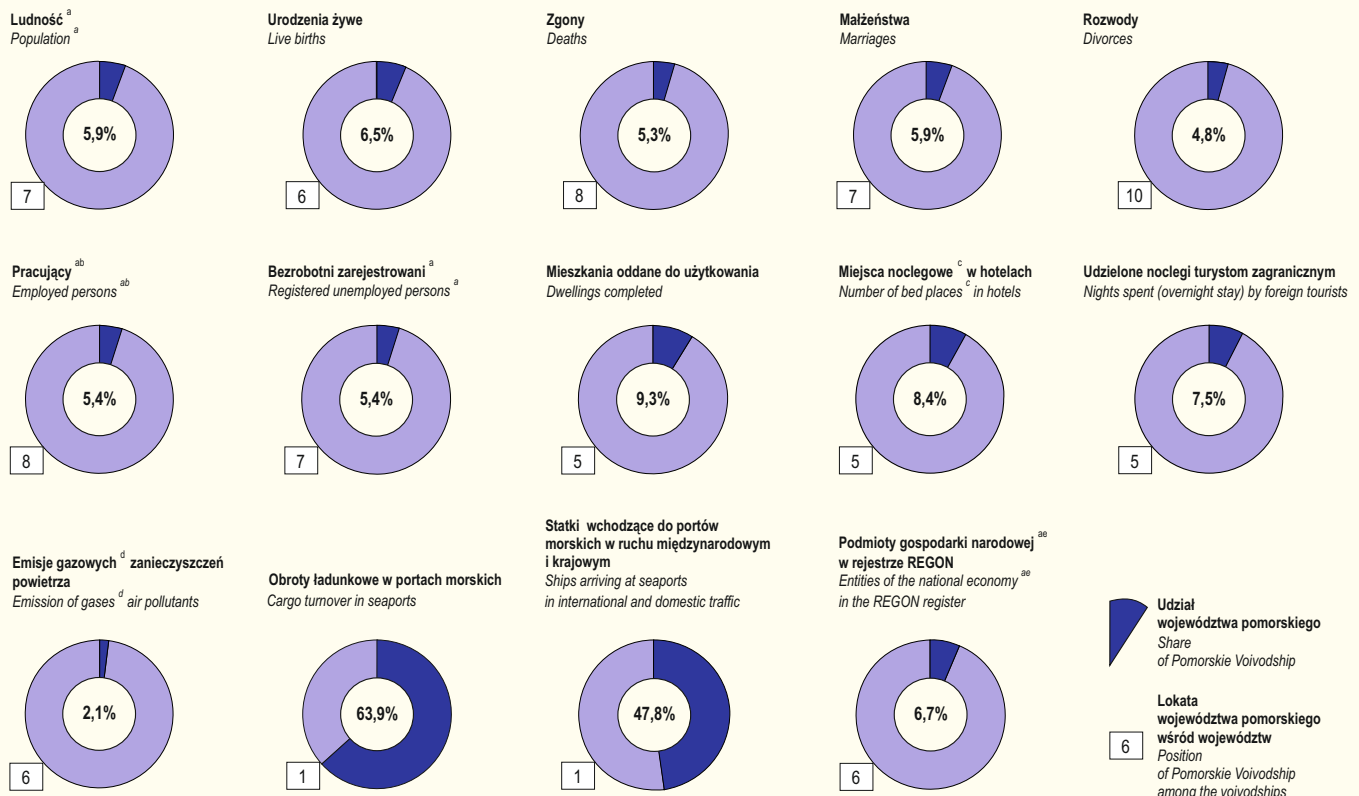 Ludność a
Population a
5,9%
7
Urodzenia żywe
Live births
6,5%
6
Zgony
Deaths
5,3%
8
Małżeństwa
Marriages
5,9%
7
Rozwody
Divorces
4,8%
10
Pracujący ab
Employed persons ab
5,4%
8
Bezrobotni zarejestrowani a
Registered unemployed persons a
5,4%
7
Mieszkania oddane do użytkowania
Dwellings completed
9,3%
5
Miejsca noclegowe c w hotelach
Number of bed places c in hotels
8,4%
5
Udzielone noclegi turystom zagranicznym
Nights spent (overnight stay) by foreign tourists
7,5%
5
Emisje gazowych d zanieczyszczeń
powietrza
Emission of gases d air pollutants
2,1%
6
Obroty ładunkowe w portach morskich
Cargo turnover in seaports
63,9%
1
Statki wchodzące do portów
morskich w ruchu międzynarodowym
i krajowym
Ships arriving at seaports
in international and domestic traffic
47,8%
1
Podmioty gospodarki narodowej ae
w rejestrze REGON
Entities of the national economy ae
in the REGON register
6,7%
6
Udział
województwa pomorskiego
Share
of Pomorskie Voivodship
Lokata
województwa pomorskiego
wśród województw
6
Position
of Pomorskie Voivodship
among the voivodships